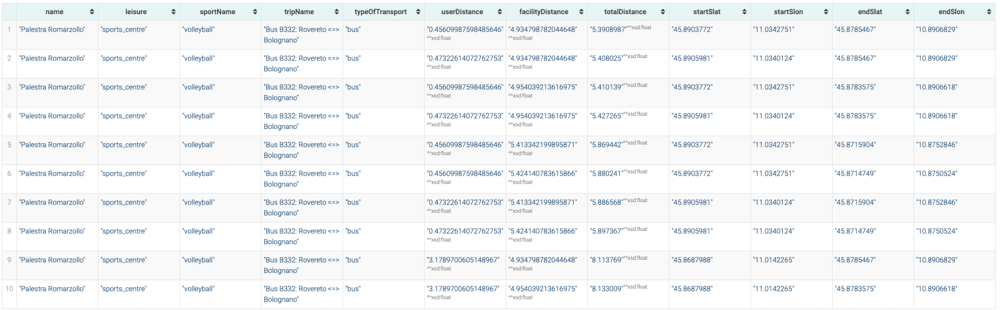 name leisure sportName tripName typeOfTransport userDistance facilityDistance totalDistance startSlat startSlon endSlat endSlon
1 "Palestra Romarzollo" "sports_centre" "volleyball" "Bus B332: Rovereto <=> "bus" "0.45609987598485646" "4.934798782044648" "5.3908987"^^xsd:float "45.8903772" "11.0342751" "45.8785467" "10.8906829"
Bolognano" ^^xsd:float ^^xsd:float
2 "Palestra Romarzollo" "sports_centre" "volleyball" "Bus B332: Rovereto <=> "bus" "0.47322614072762753" "4.934798782044648" "5.408025"^^xsd:float "45.8905981" "11.0340124" "45.8785467" "10.8906829"
Bolognano" ^^xsd:float ^^xsd:float
3 "Palestra Romarzollo" "sports_centre" "volleyball" "Bus B332: Rovereto <=> "bus" "0.45609987598485646" "4.954039213616975" "5.410139"^^xsd:float "45.8903772" "11.0342751" "45.8783575" "10.8906618"
Bolognano" ^^xsd:float ^^xsd:float
4 "Palestra Romarzollo" "sports_centre" "volleyball" "Bus B332: Rovereto <=> "bus" "0.47322614072762753" "4.954039213616975" "5.427265"^^xsd:float "45.8905981" "11.0340124" "45.8783575" "10.8906618"
Bolognano" ^^xsd:float ^^xsd:float
5 "Palestra Romarzollo" "sports_centre" "volleyball" "Bus B332: Rovereto <=> "bus" "0.45609987598485646" "5.413342199895871" "5.869442"^^xsd:float "45.8903772" "11.0342751" "45.8715904" "10.8752846"
Bolognano" ^^xsd:float ^^xsd:float
6 "Palestra Romarzollo" "sports_centre" "volleyball" "Bus B332: Rovereto <=> "bus" "0.45609987598485646" "5.424140783615866" "5.880241"^^xsd:float "45.8903772" "11.0342751" "45.8714749" "10.8750524"
Bolognano" ^^xsd:float ^^xsd:float
7 "Palestra Romarzollo" "sports_centre" "volleyball" "Bus B332: Rovereto <=> "bus" "0.47322614072762753" "5.413342199895871" "5.886568"^^xsd:float "45.8905981" "11.0340124" "45.8715904" "10.8752846"
Bolognano" ^^xsd:float ^^xsd:float
8 "Palestra Romarzollo" "sports_centre" "volleyball" "Bus B332: Rovereto <=> "bus" "0.47322614072762753" "5.424140783615866" "5.897367"^^xsd:float "45.8905981" "11.0340124" "45.8714749" "10.8750524"
Bolognano" ^^xsd:float ^^xsd:float
9 "Palestra Romarzollo" "sports_centre" "volleyball" "Bus B332: Rovereto <=> "bus" "3.1789700605148967" "4.934798782044648" "8.113769"^^xsd:float "45.8687988" "11.0142265" "45.8785467" "10.8906829"
Bolognano" ^^xsd:float ^^xsd:float
10 "Palestra Romarzollo" "sports_centre" "volleyball" "Bus B332: Rovereto <=> "bus" "3.1789700605148967" "4.954039213616975" "8.133009"^^xsd:float "45.8687988" "11.0142265" "45.8783575" "10.8906618"
Bolognano" ^^xsd:float ^^xsd:float